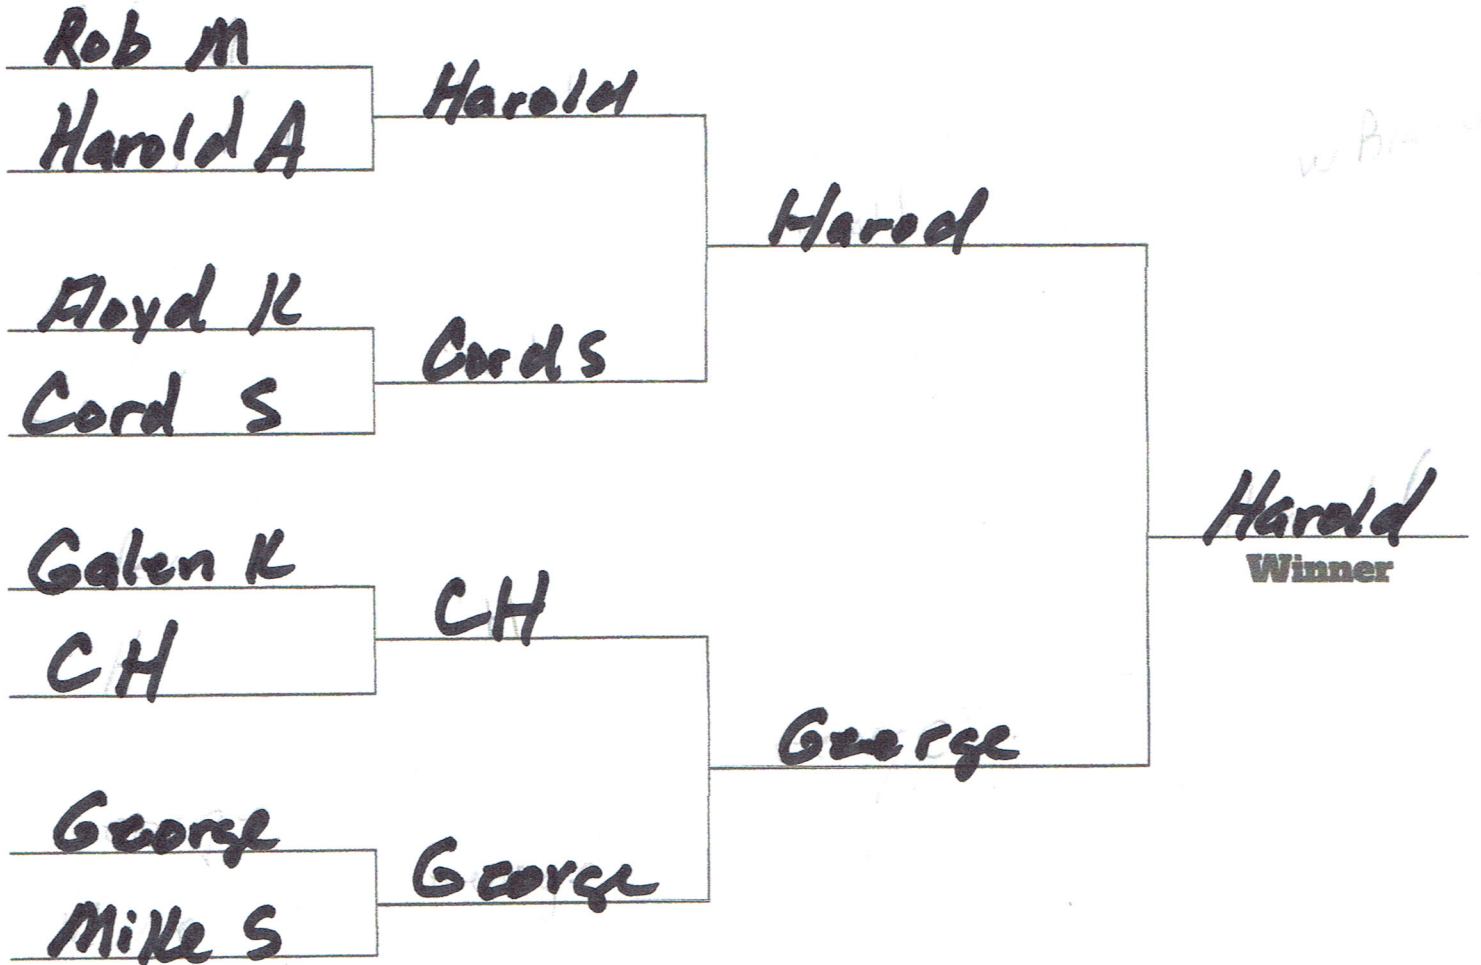 Rob M
Harold A
Floyd K
Cord S
Galen K
CH
George
Mike S
Harold
Cord S
CH
George
Harod
George
Harold
Winner